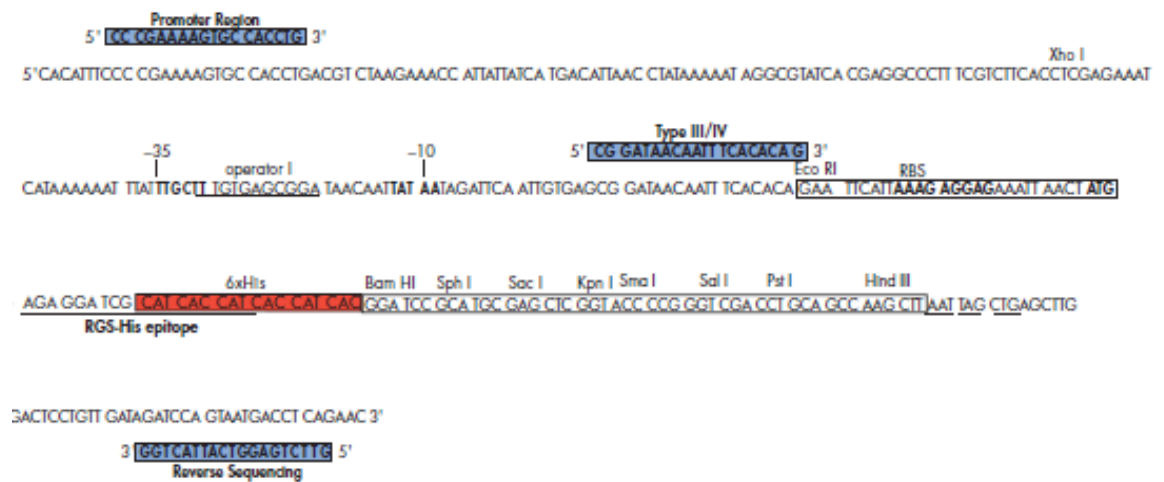 Promoter Region
5' CC CGAAAAGTGC CACCTG 3'
Xho I
5'CACATTTCCC CGAAAAGTGC CACCTGACGT CTAAGAAACC ATTATTATCA TGACATTAAC CTATAAAAAT AGGCGTATCA CGAGGCCCTT TCGTCTTCACCTCGAGAAAT
Type III/IV
–35 –10 5' CG GATAACAATT TCACACA G 3'
operator I Eco RI RBS
CATAAAAAAT TTATTTGCTT TGTGAGCGGA TAACAATTAT AATAGATTCA ATTGTGAGCG GATAACAATT TCACACA GAA TTCATTAAAG AGGAGAAATT AACT ATG
6xHis Bam HI Sph I Sac I Kpn I Sma I Sal I Pst I Hind III
AGA GGA TCG CAT CAC CAT CAC CAT CAC GGA TCC GCA TGC GAG CTC GGT ACC CCG GGT CGA CCT GCA GCC AAG CTT AAT TAG CTGAGCTTG
RGS-His epitope
GACTCCTGTT GATAGATCCA GTAATGACCT CAGAAC 3'
3 GGTCATTACTGGAGTCTTG 5'
Reverse Sequencing